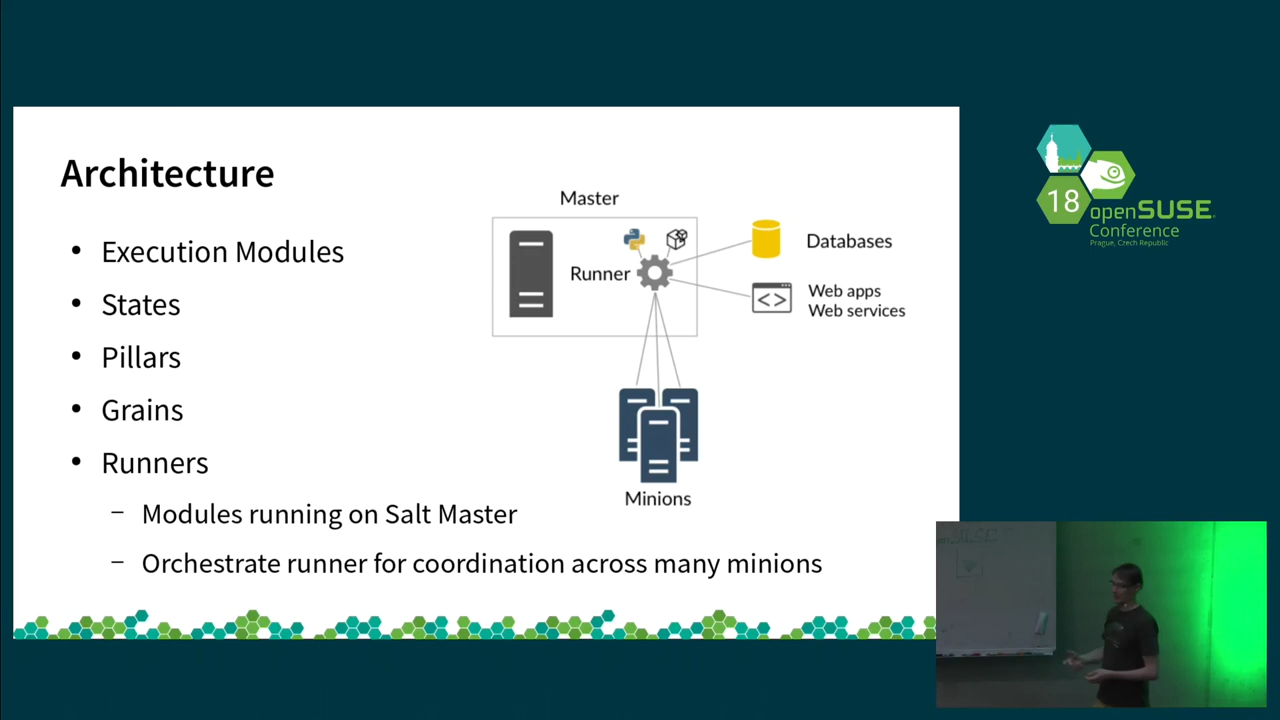 Architecture
• Execution Modules
• States
• Pillars
• Grains
• Runners
– Modules running on Salt Master
– Orchestrate runner for coordination across many minions
Master
Runner
Databases
Web apps
Web services
Minions
18
openSUSE
Conference
Prague, Czech Republic